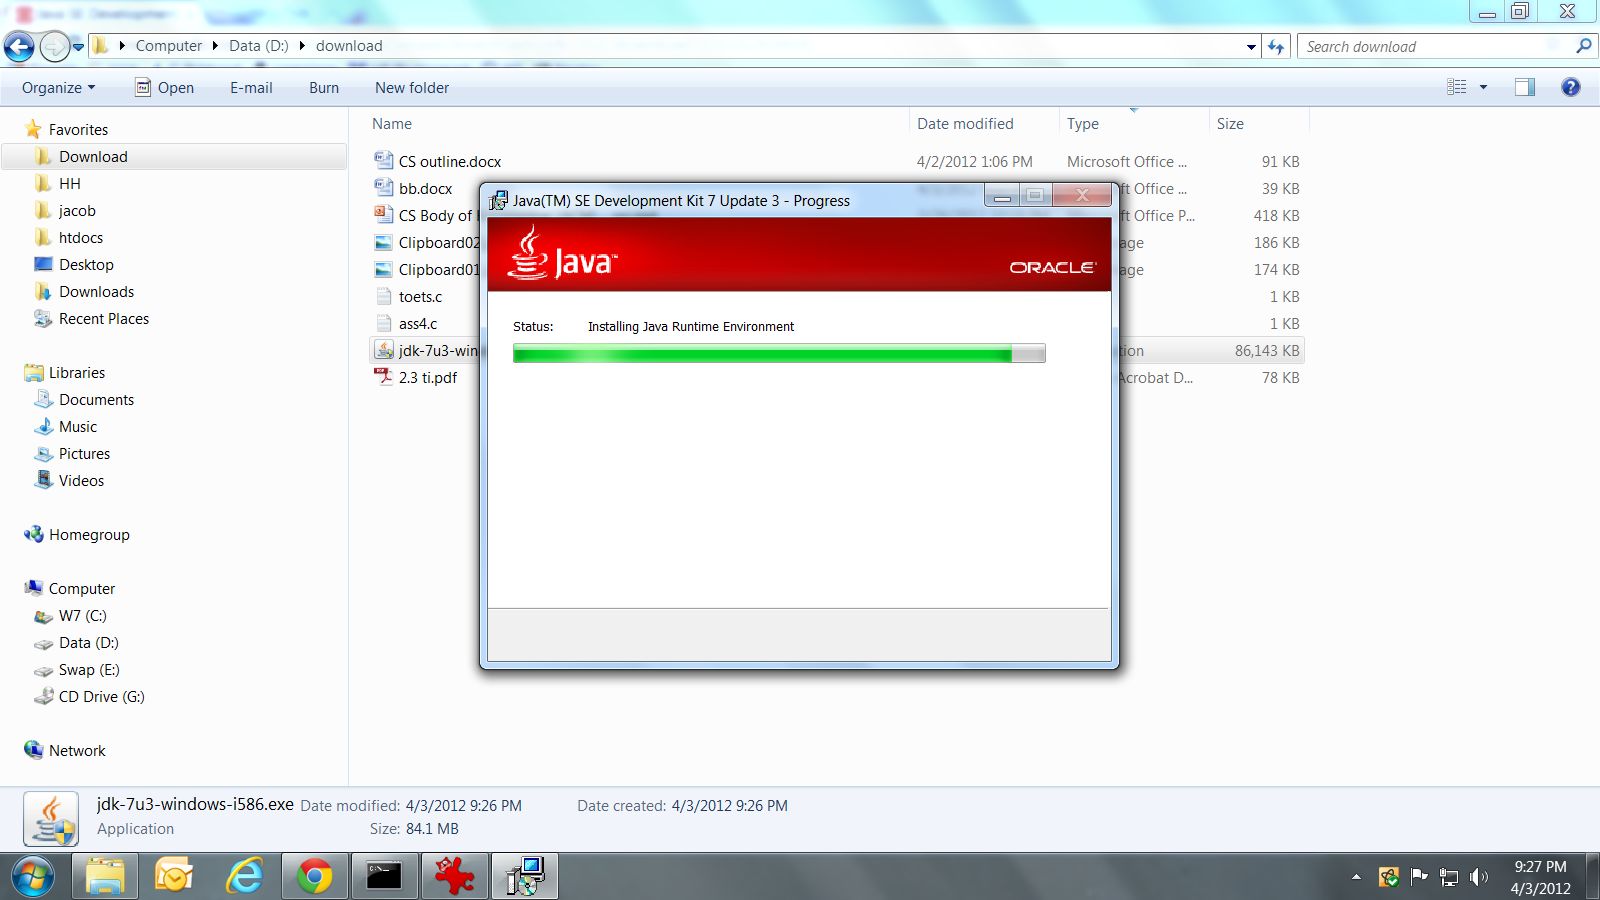 Computer
Data (D:)
download
Search download
Organize
Open
E-mail
Burn
New folder
Favorites
Download
HH
jacob
htdocs
Desktop
Downloads
Recent Places
Libraries
Documents
Music
Pictures
Videos
Homegroup
Computer
W7 (C:)
Data (D:)
Swap (E:)
CD Drive (G:)
Network
Name Date modified Type Size
CS outline.docx 4/2/2012 1:06 PM Microsoft Office ... 91 KB
bb.docx oft Office ... 39 KB
CS Body of oft Office P... 418 KB
Clipboard02 age 186 KB
Clipboard01 age 174 KB
toets.c 1 KB
ass4.c 1 KB
jdk-7u3-win tion 86,143 KB
2.3 ti.pdf Acrobat D... 78 KB
Java(TM) SE Development Kit 7 Update 3 - Progress
Java™
ORACLE
Status: Installing Java Runtime Environment
jdk-7u3-windows-i586.exe Date modified: 4/3/2012 9:26 PM Date created: 4/3/2012 9:26 PM
Application Size: 84.1 MB
9:27 PM
4/3/2012